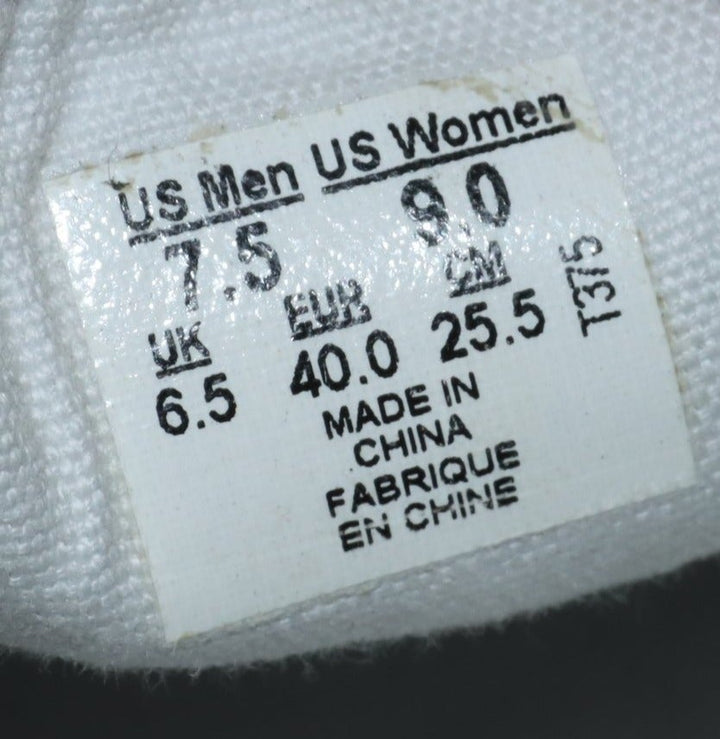 US Men US Women
7.5 9.0
UK EUR CM
6.5 40.0 25.5
T375
MADE IN
CHINA
FABRIQUE
EN CHINE